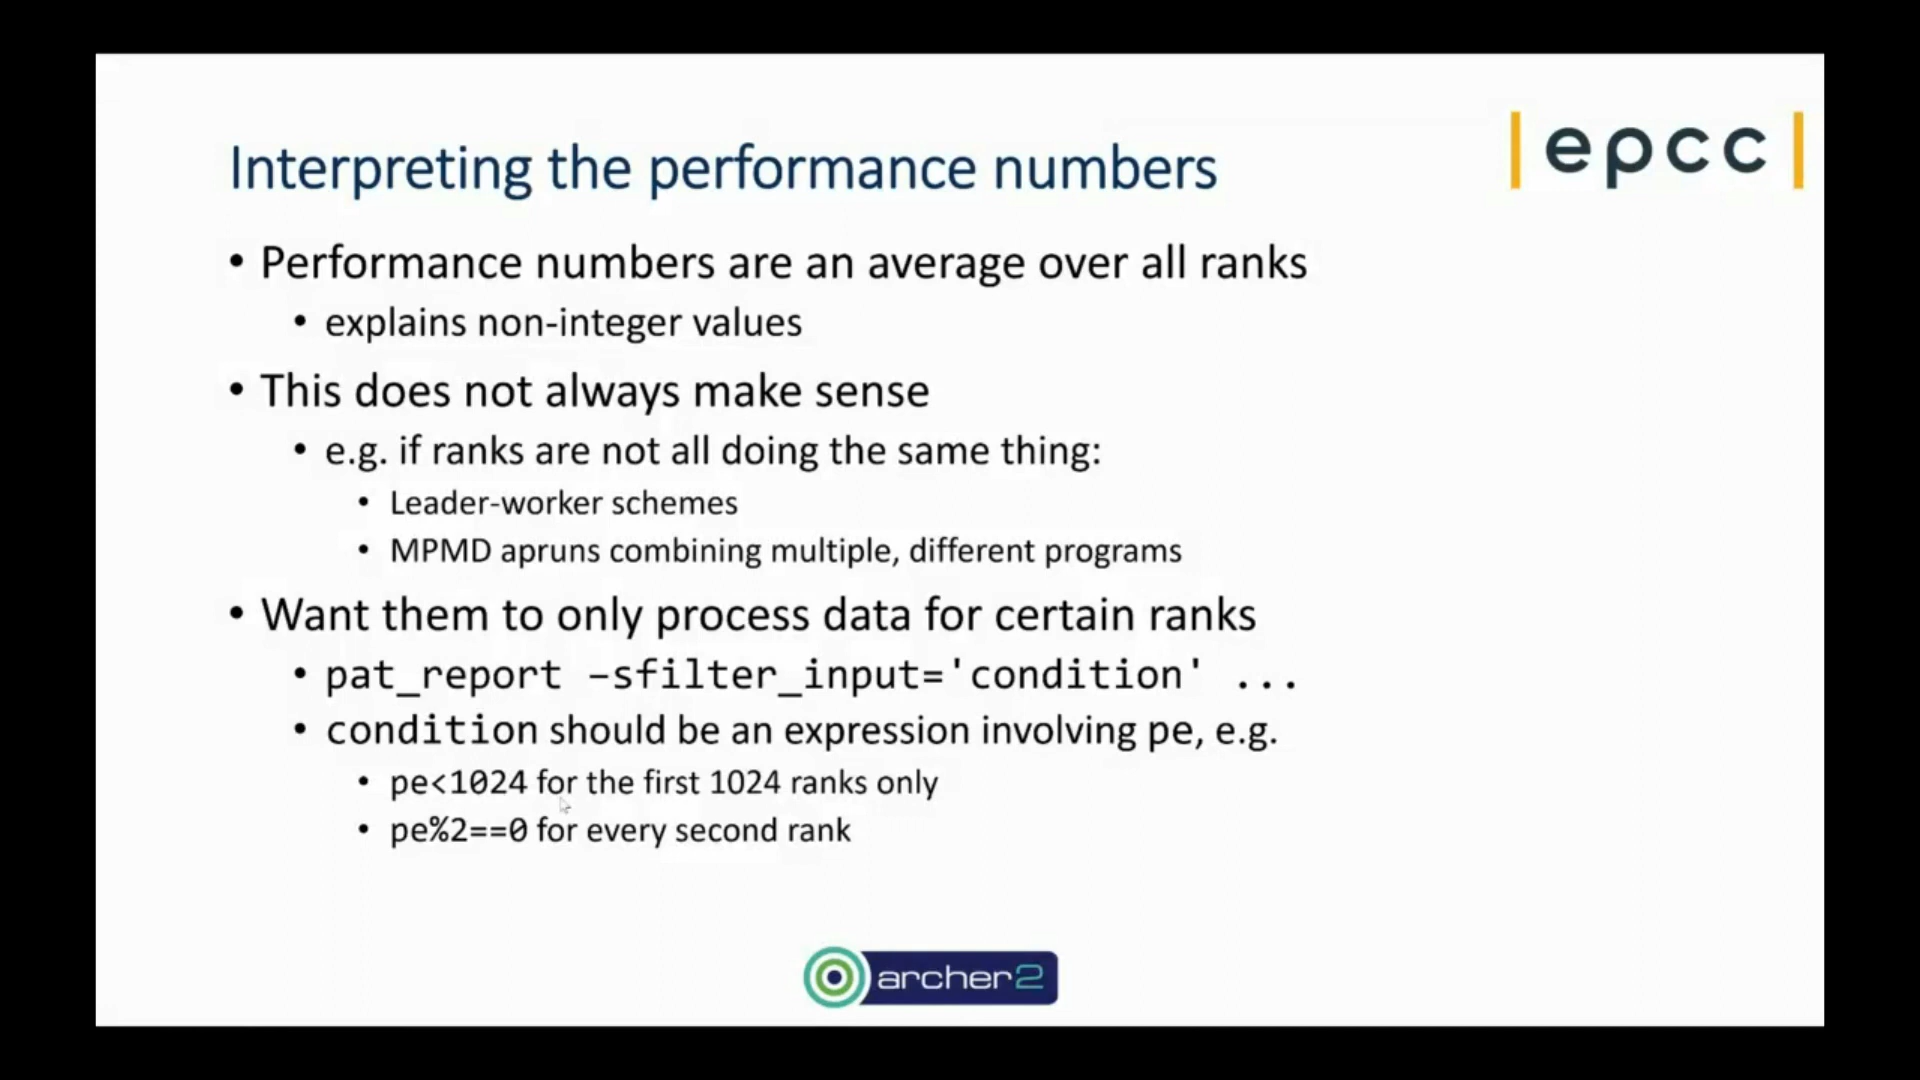 |epcc|
Interpreting the performance numbers
• Performance numbers are an average over all ranks
• explains non-integer values
• This does not always make sense
• e.g. if ranks are not all doing the same thing:
• Leader-worker schemes
• MPMD apruns combining multiple, different programs
• Want them to only process data for certain ranks
• pat_report –sfilter_input='condition' ...
• condition should be an expression involving pe, e.g.
• pe<1024 for the first 1024 ranks only
• pe%2==0 for every second rank
archer2